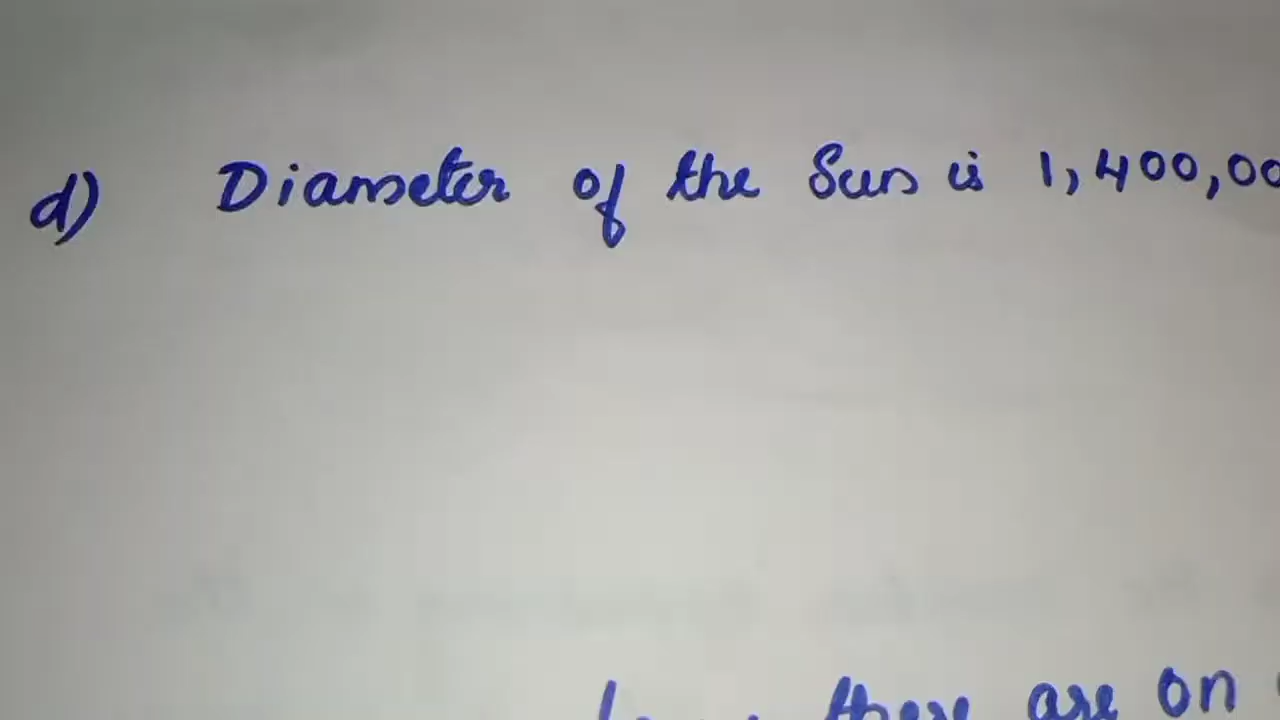 d) Diameter of the Sun is 1,400,00
there are on